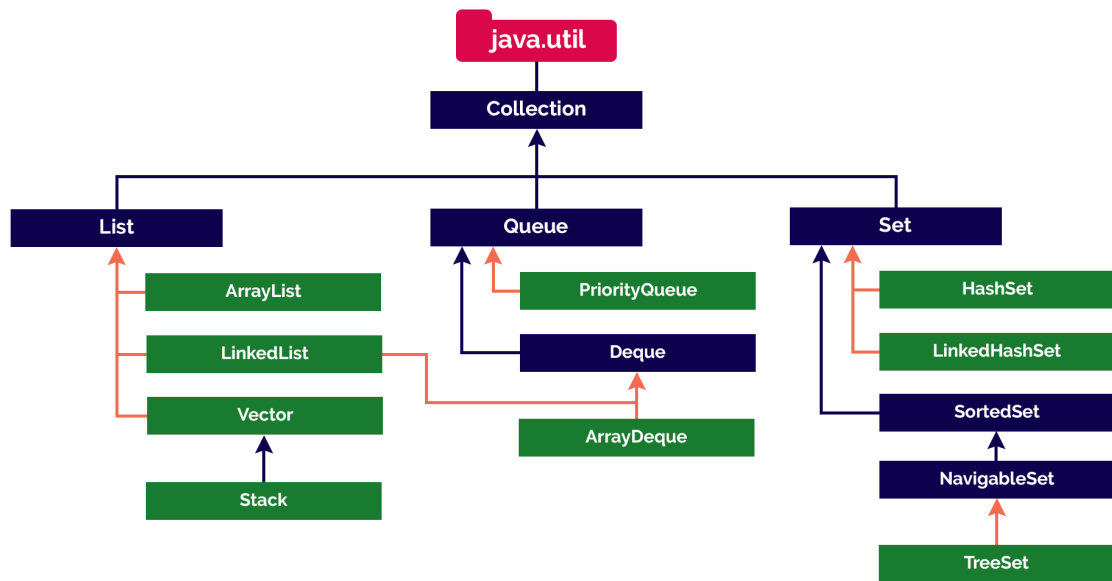 java.util
Collection
List
Queue
Set
ArrayList
PriorityQueue
HashSet
LinkedList
Deque
LinkedHashSet
Vector
ArrayDeque
SortedSet
Stack
NavigableSet
TreeSet